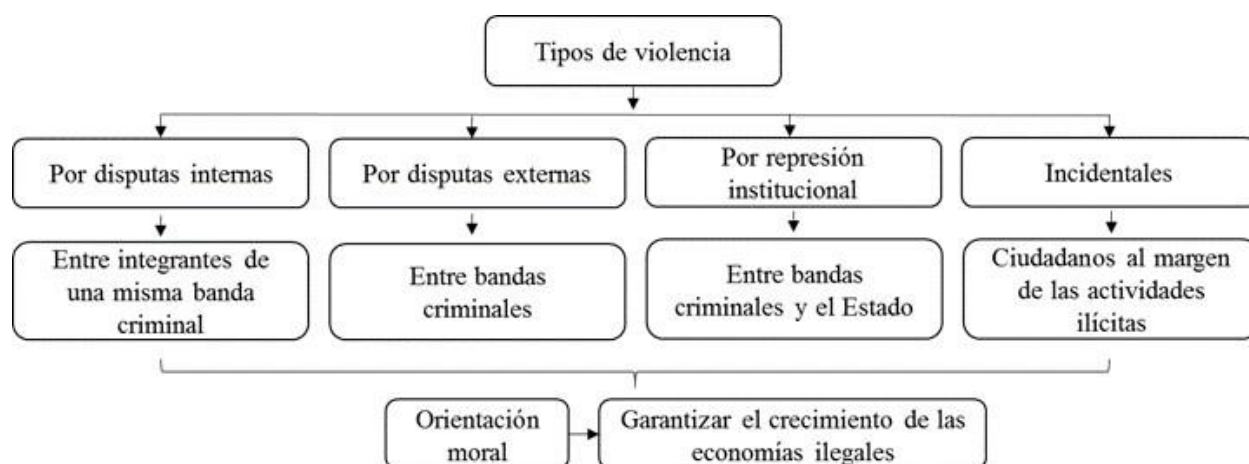 Tipos de violencia
Por disputas internas
Por disputas externas
Por represión
institucional
Incidentales
Entre integrantes de
una misma banda
criminal
Entre bandas
criminales
Entre bandas
criminales y el Estado
Ciudadanos al margen
de las actividades
ilícitas
Orientación
moral
Garantizar el crecimiento de las
economías ilegales